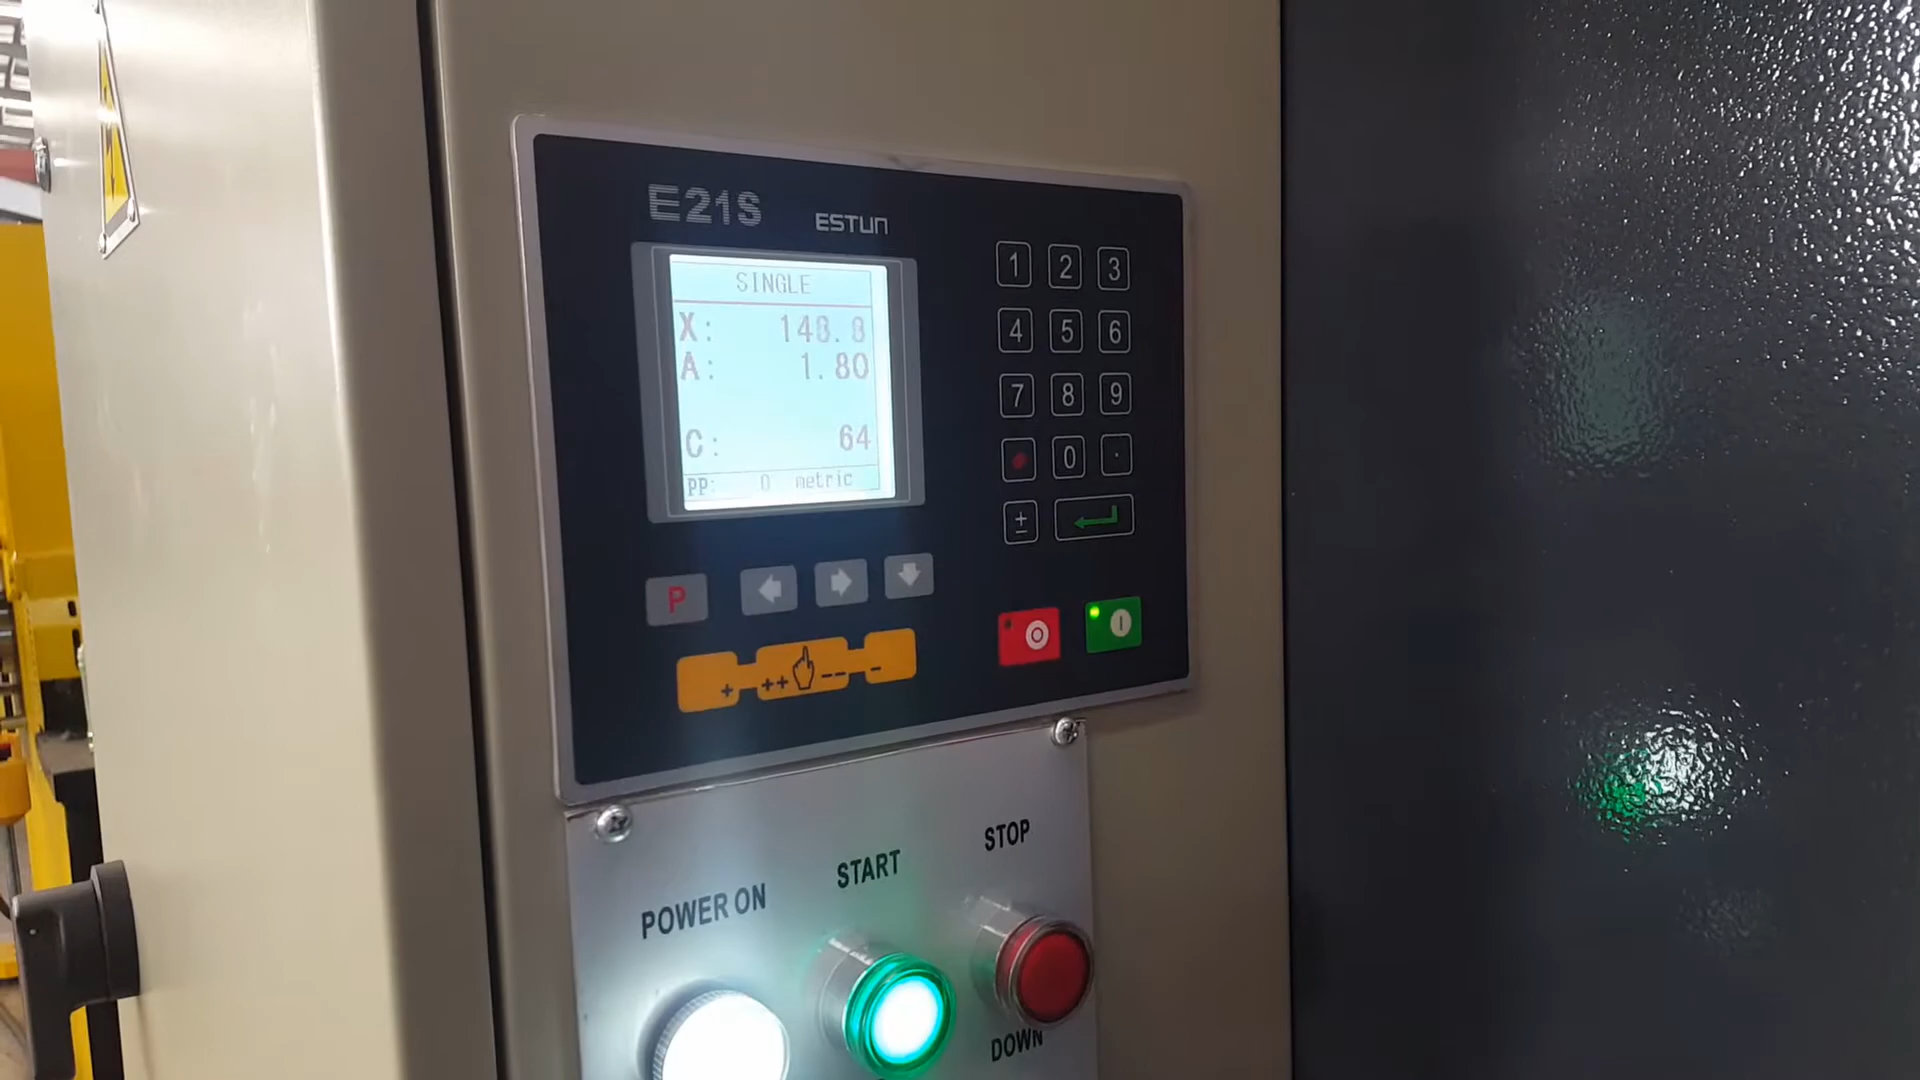 E21S ESTUN
SINGLE
X: 148.8
A: 1.80
C: 64
PP: 0 metric
1 2 3
4 5 6
7 8 9
0 .
±
P
+ ++ -- -
STOP
START
POWER ON
DOWN